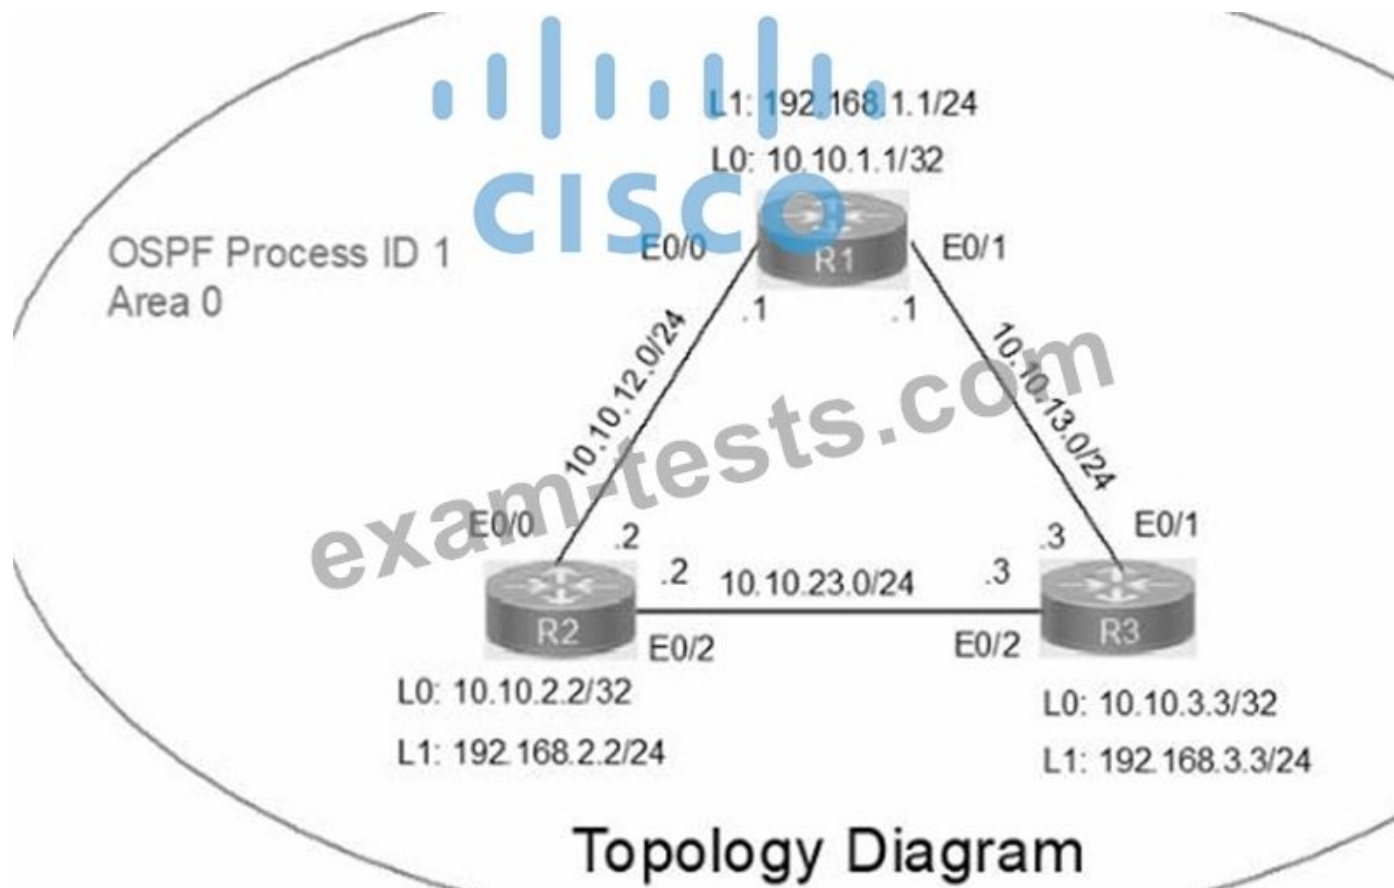 L1: 192.168.1.1/24
L0: 10.10.1.1/32
CISCO
OSPF Process ID 1
Area 0
E0/0
R1
E0/1
.1
.1
10.10.12.0/24
10.10.13.0/24
exam-tests.com
E0/0
.2
.3
E0/1
.2
10.10.23.0/24
.3
R2
R3
E0/2
E0/2
L0: 10.10.2.2/32
L0: 10.10.3.3/32
L1: 192.168.2.2/24
L1: 192.168.3.3/24
Topology Diagram